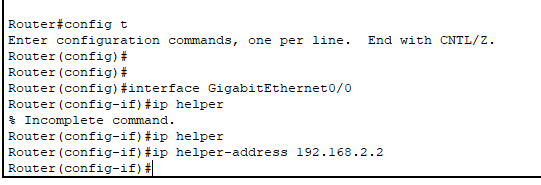 Router#config t
Enter configuration commands, one per line.  End with CNTL/Z.
Router(config)#
Router(config)#
Router(config)#interface GigabitEthernet0/0
Router(config-if)#ip helper
% Incomplete command.
Router(config-if)#ip helper
Router(config-if)#ip helper-address 192.168.2.2
Router(config-if)#